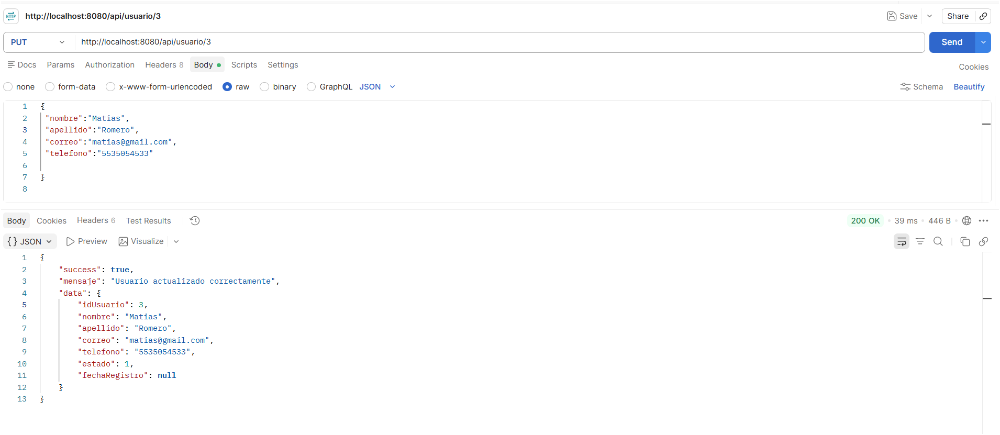 HTTP http://localhost:8080/api/usuario/3 Save Share
PUT http://localhost:8080/api/usuario/3 Send
Docs Params Authorization Headers 8 Body Scripts Settings Cookies
none form-data x-www-form-urlencoded raw binary GraphQL JSON Schema Beautify
1 {
2 "nombre":"Matias",
3 "apellido":"Romero",
4 "correo":"matias@gmail.com",
5 "telefono":"5535054533"
6
7 }
8
Body Cookies Headers 6 Test Results 200 OK • 39 ms • 446 B •
{} JSON Preview Visualize
1 {
2 "success": true,
3 "mensaje": "Usuario actualizado correctamente",
4 "data": {
5 "idUsuario": 3,
6 "nombre": "Matias",
7 "apellido": "Romero",
8 "correo": "matias@gmail.com",
9 "telefono": "5535054533",
10 "estado": 1,
11 "fechaRegistro": null
12 }
13 }